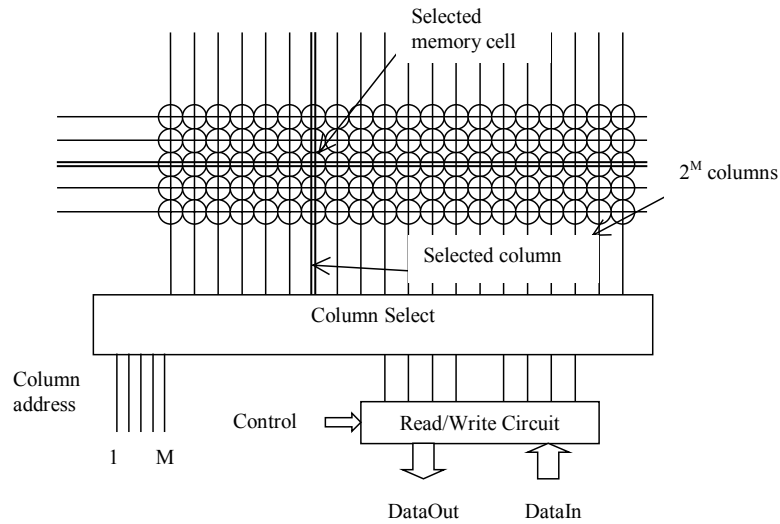 Selected
memory cell
2^M columns
Selected column
Column Select
Column
address
1 M
Control
Read/Write Circuit
DataOut DataIn